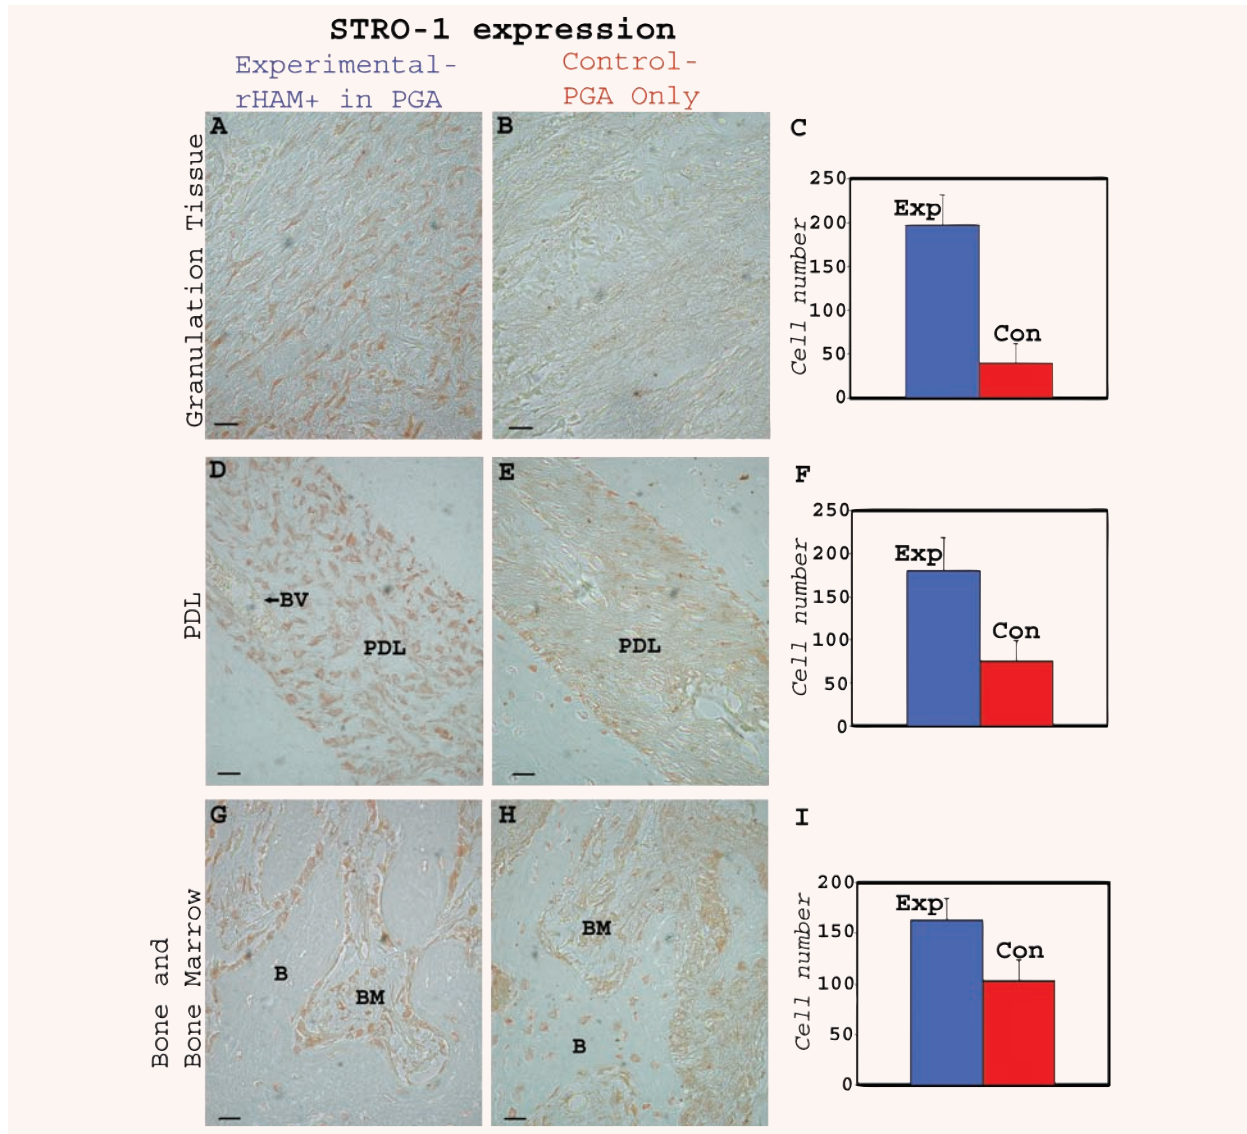 STRO-1 expression
Experimental-
rHAM+ in PGA
Control-
PGA Only
Granulation Tissue
A
B
C
Cell number
250
200
150
100
50
0
Exp
Con
PDL
D
←BV
PDL
E
PDL
F
Cell number
250
200
150
100
50
0
Exp
Con
Bone and
Bone Marrow
G
B
BM
H
BM
B
I
Cell number
200
150
100
50
0
Exp
Con